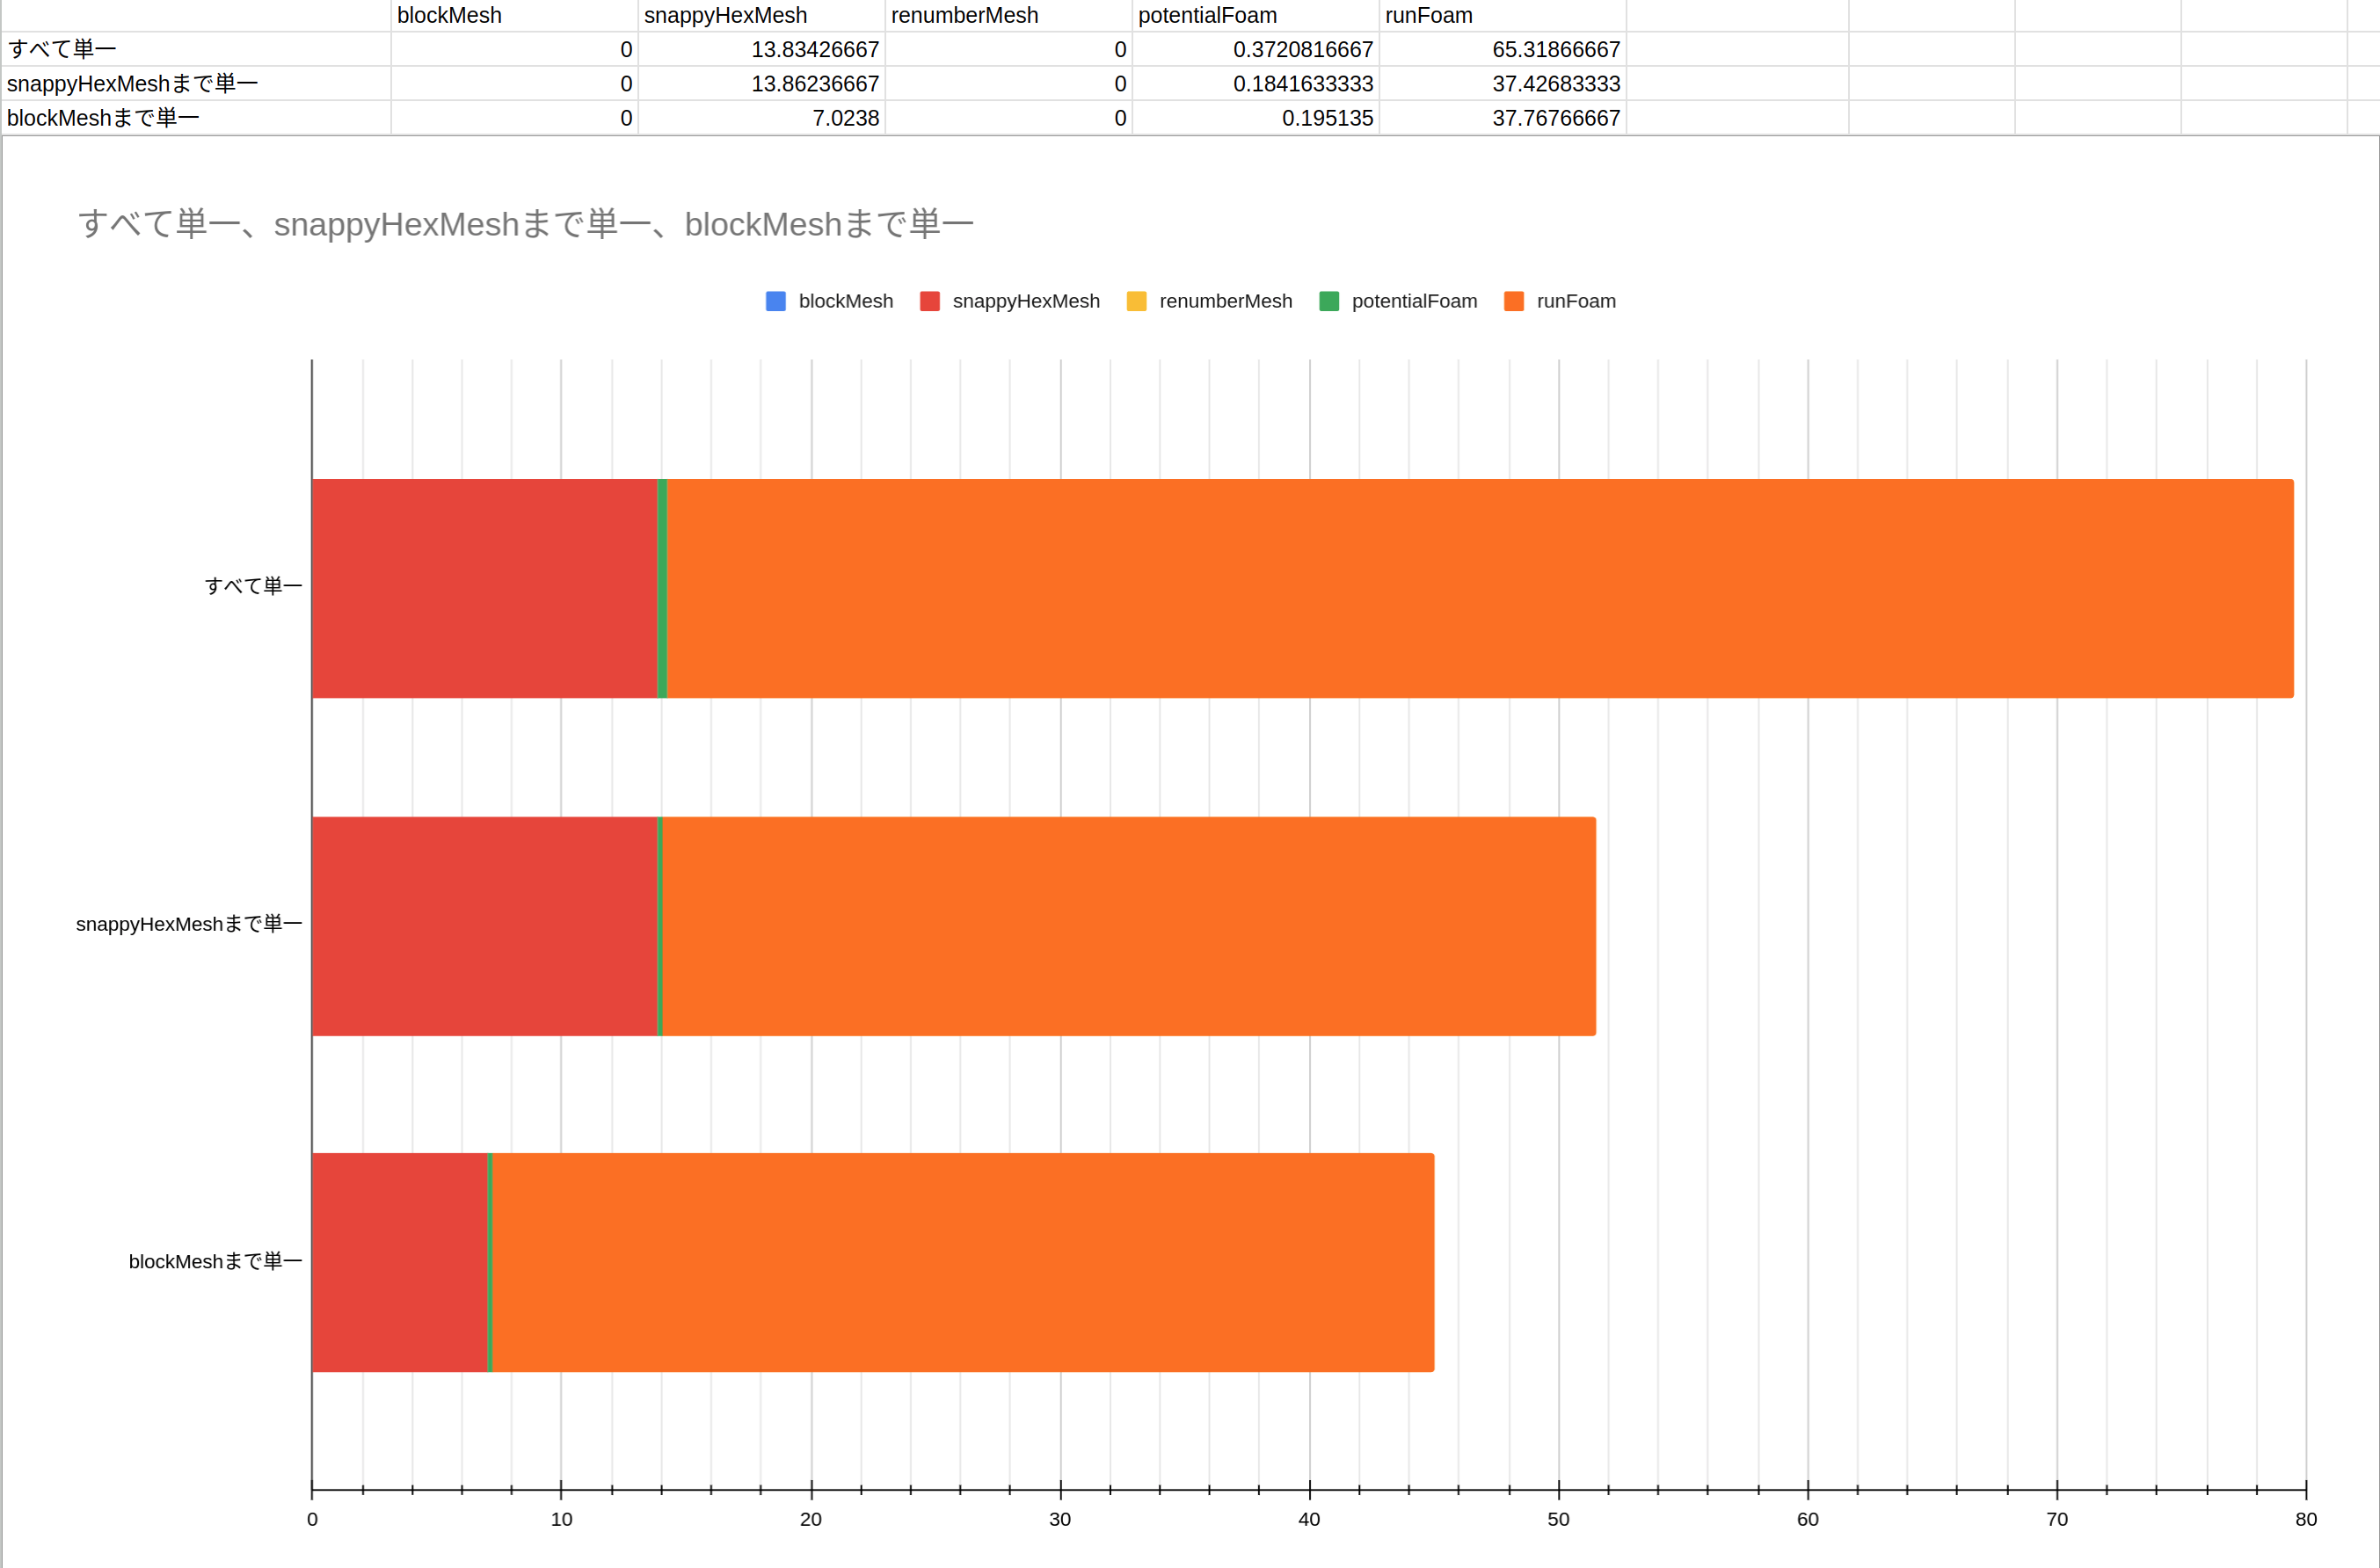 blockMesh snappyHexMesh renumberMesh potentialFoam runFoam
すべて単一 0 13.83426667 0 0.3720816667 65.31866667
snappyHexMeshまで単一 0 13.86236667 0 0.1841633333 37.42683333
blockMeshまで単一 0 7.0238 0 0.195135 37.76766667
すべて単一、snappyHexMeshまで単一、blockMeshまで単一
blockMesh snappyHexMesh renumberMesh potentialFoam runFoam
すべて単一
snappyHexMeshまで単一
blockMeshまで単一
0 10 20 30 40 50 60 70 80